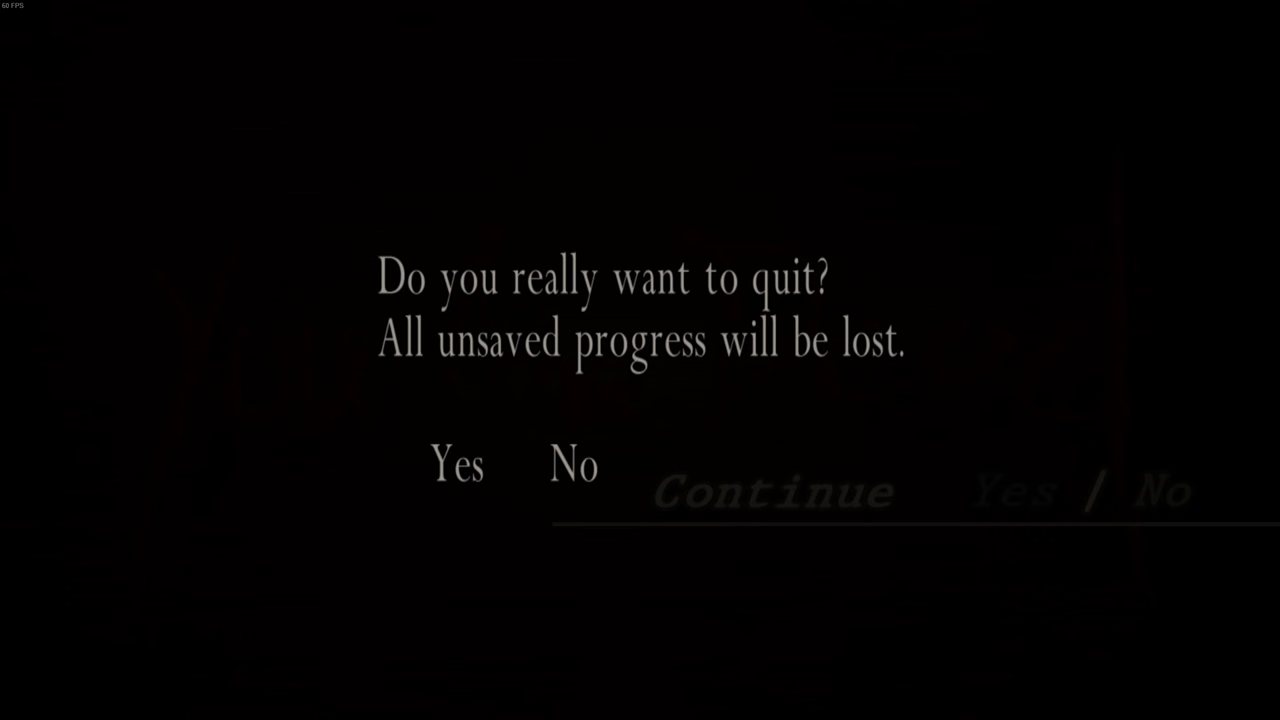 60 FPS
Do you really want to quit?
All unsaved progress will be lost.
Yes No
Continue Yes / No